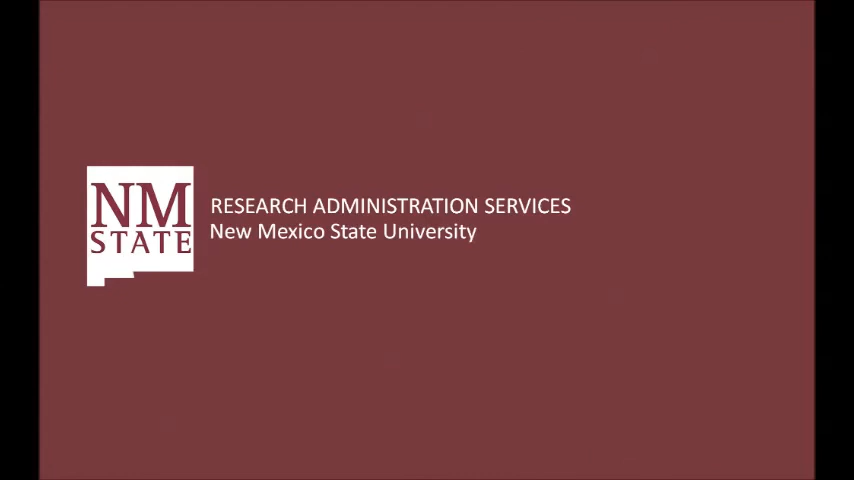 NM
STATE
RESEARCH ADMINISTRATION SERVICES
New Mexico State University